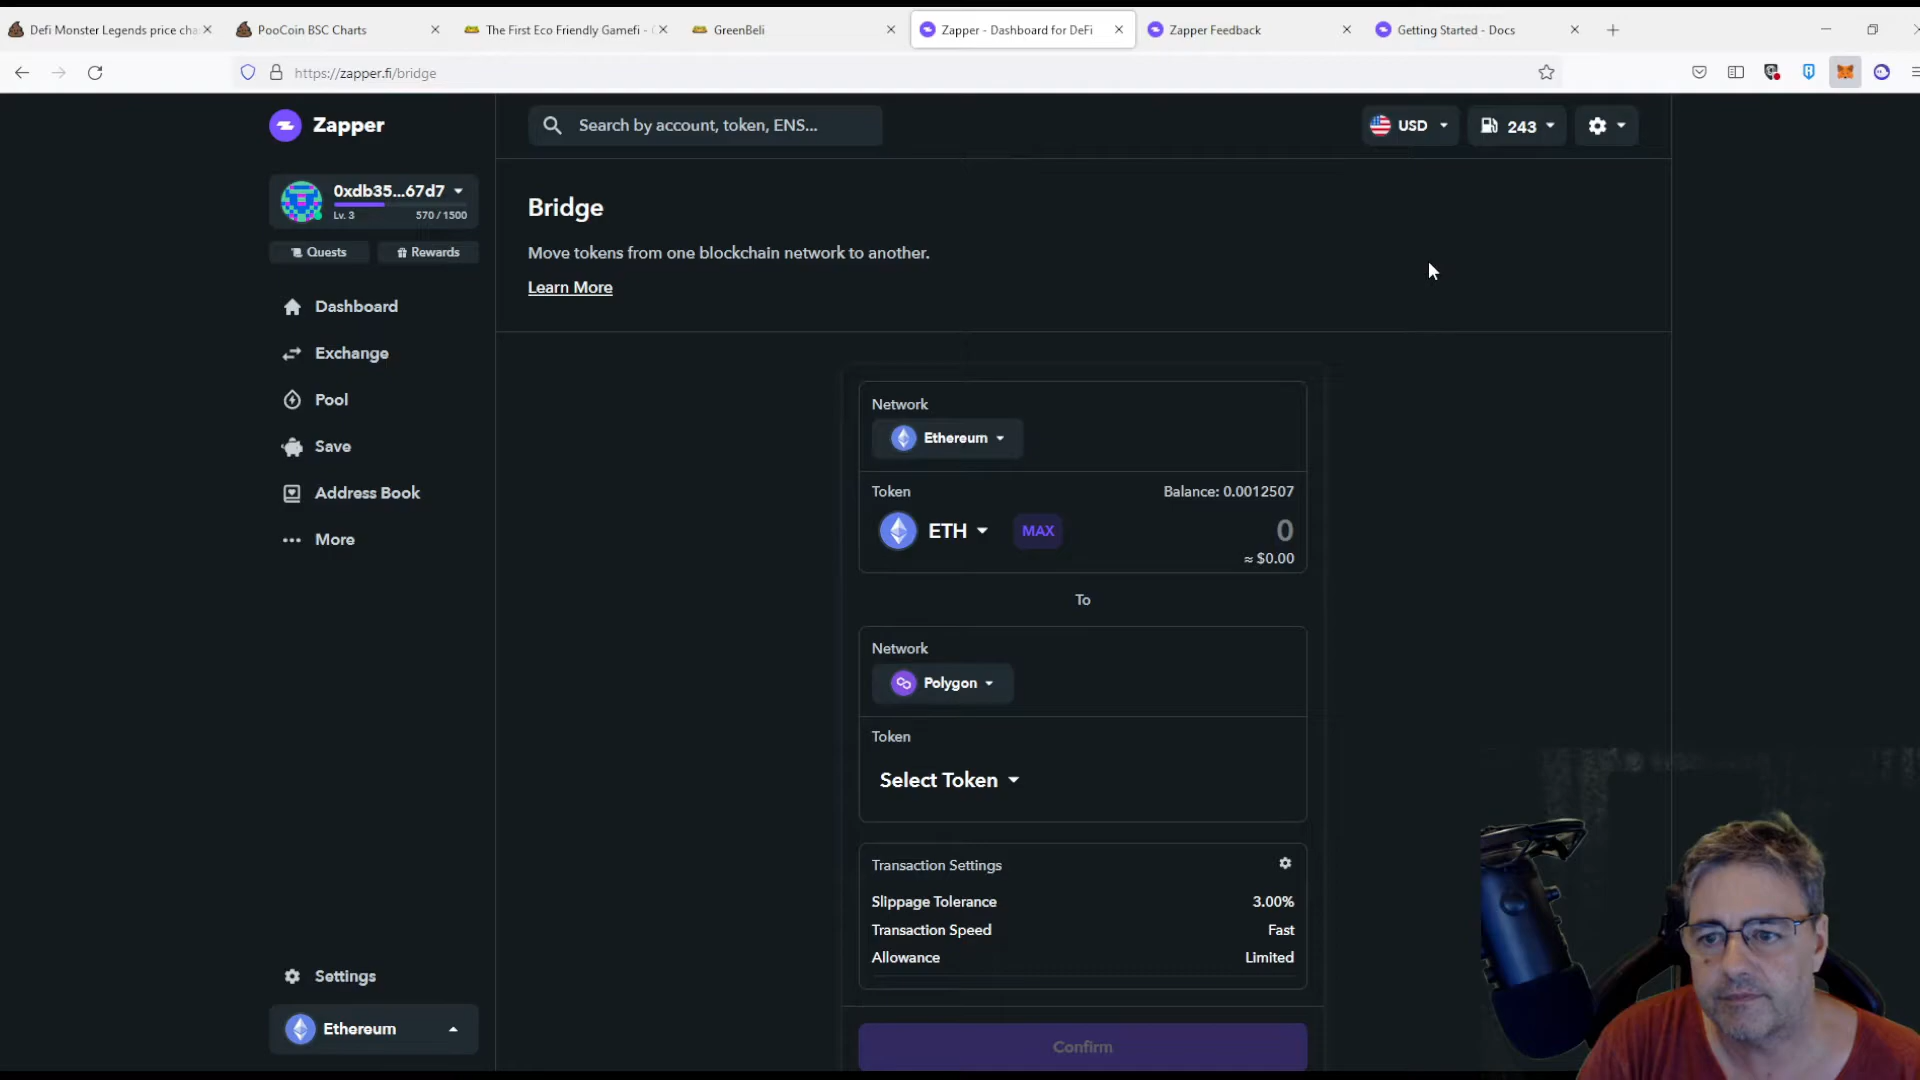 Defi Monster Legends price cha
PooCoin BSC Charts
The First Eco Friendly Gamefi -
GreenBeli
Zapper - Dashboard for DeFi
Zapper Feedback
Getting Started - Docs
https://zapper.fi/bridge
Zapper
Search by account, token, ENS...
USD
243
0xdb35...67d7
Lv. 3
570 / 1500
Quests
Rewards
Dashboard
Exchange
Pool
Save
Address Book
More
Settings
Ethereum
Bridge
Move tokens from one blockchain network to another.
Learn More
Network
Ethereum
Token
Balance: 0.0012507
ETH
MAX
0
≈ $0.00
To
Network
Polygon
Token
Select Token
Transaction Settings
Slippage Tolerance
3.00%
Transaction Speed
Fast
Allowance
Limited
Confirm